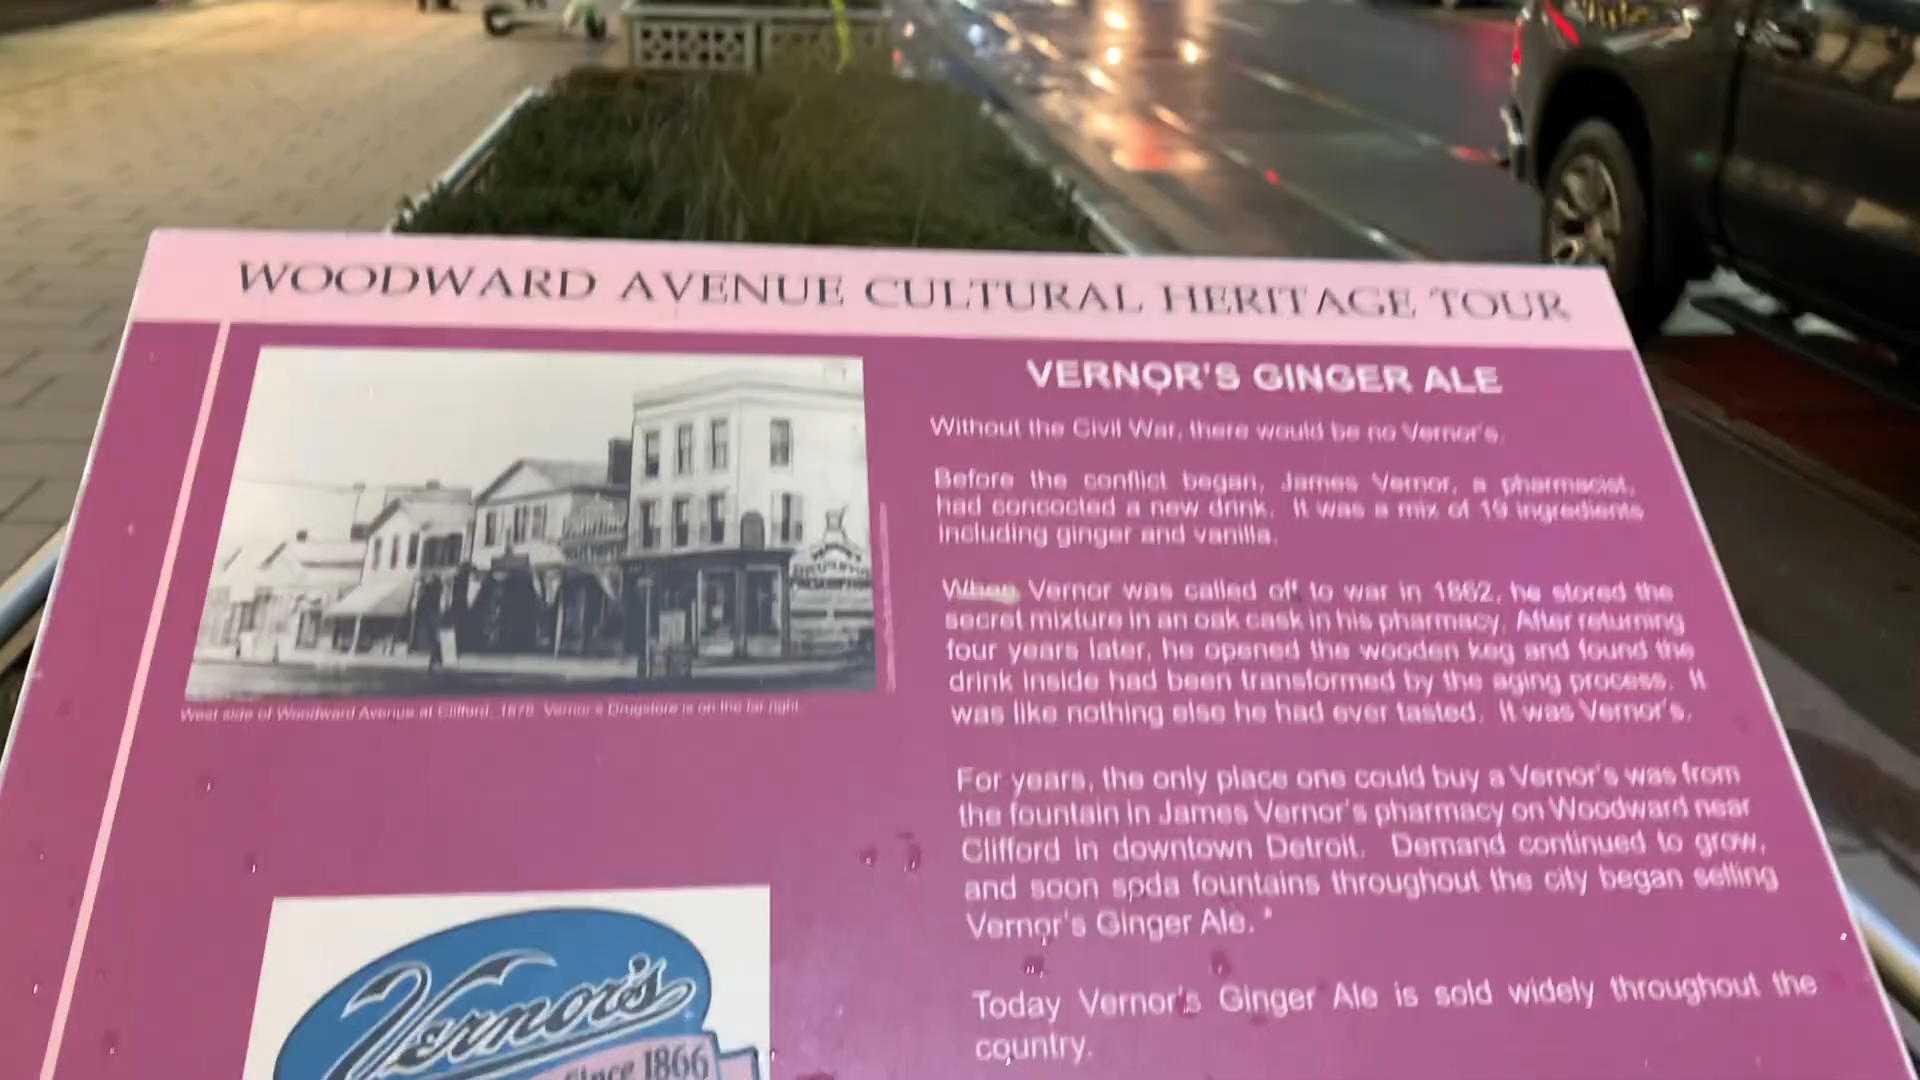 WOODWARD AVENUE CULTURAL HERITAGE TOUR
VERNOR'S GINGER ALE
Without the Civil War, there would be no Vernor's.
Before the conflict began, James Vernor, a pharmacist,
had concocted a new drink. It was a mix of 19 ingredients
including ginger and vanilla.
When Vernor was called off to war in 1862, he stored the
secret mixture in an oak cask in his pharmacy. After returning
four years later, he opened the wooden keg and found the
drink inside had been transformed by the aging process. It
was like nothing else he had ever tasted. It was Vernor's.
For years, the only place one could buy a Vernor's was from
the fountain in James Vernor's pharmacy on Woodward near
Clifford in downtown Detroit. Demand continued to grow,
and soon soda fountains throughout the city began selling
Vernor's Ginger Ale.
Today Vernor's Ginger Ale is sold widely throughout the
country.
West side of Woodward Avenue at Clifford, 1876. Vernor's Drugstore is on the far right.
Vernor's
since 1866